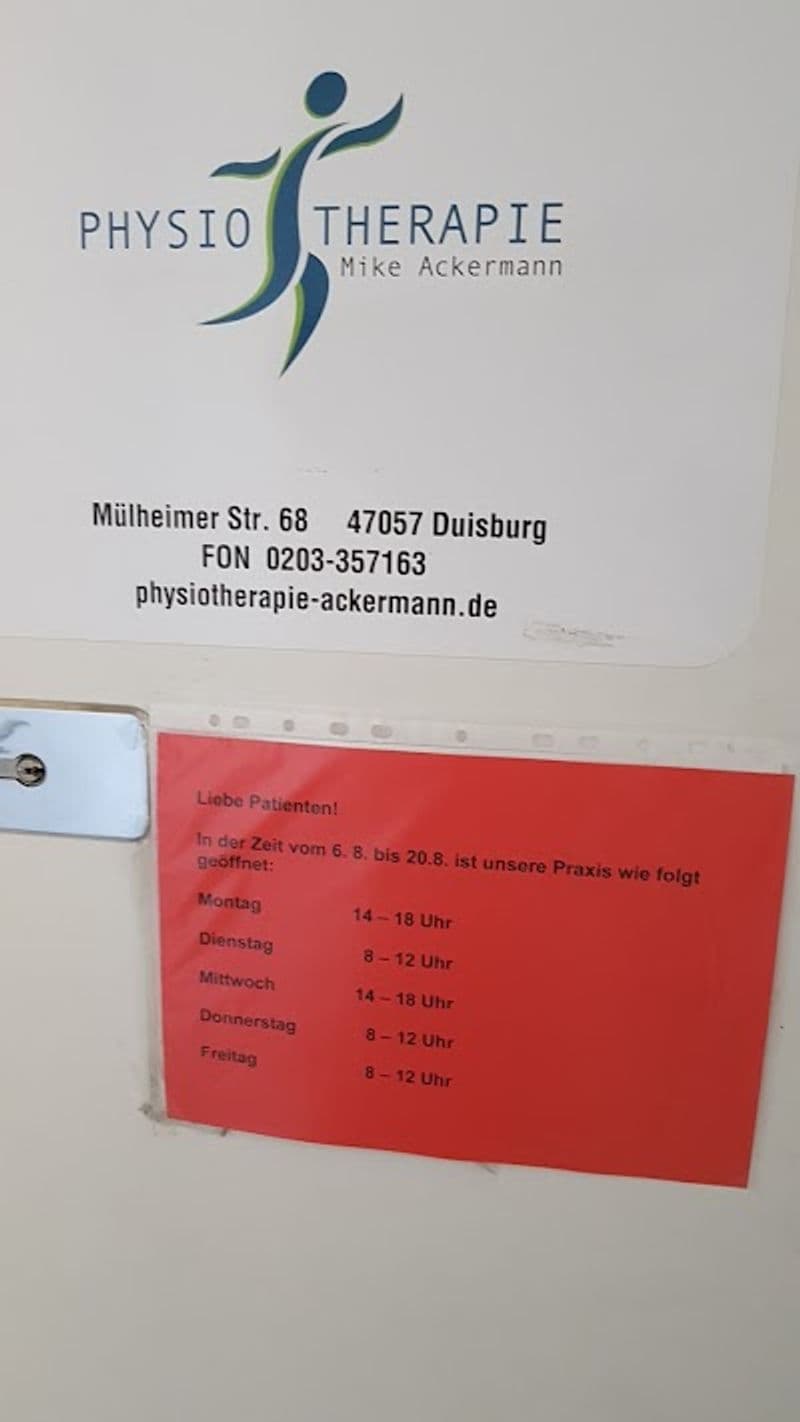 PHYSIO THERAPIE
Mike Ackermann
Mülheimer Str. 68 47057 Duisburg
FON 0203-357163
physiotherapie-ackermann.de
Liebe Patienten!
In der Zeit vom 6. 8. bis 20.8. ist unsere Praxis wie folgt
geöffnet:
Montag 14 – 18 Uhr
Dienstag 8 – 12 Uhr
Mittwoch 14 – 18 Uhr
Donnerstag 8 – 12 Uhr
Freitag 8 – 12 Uhr